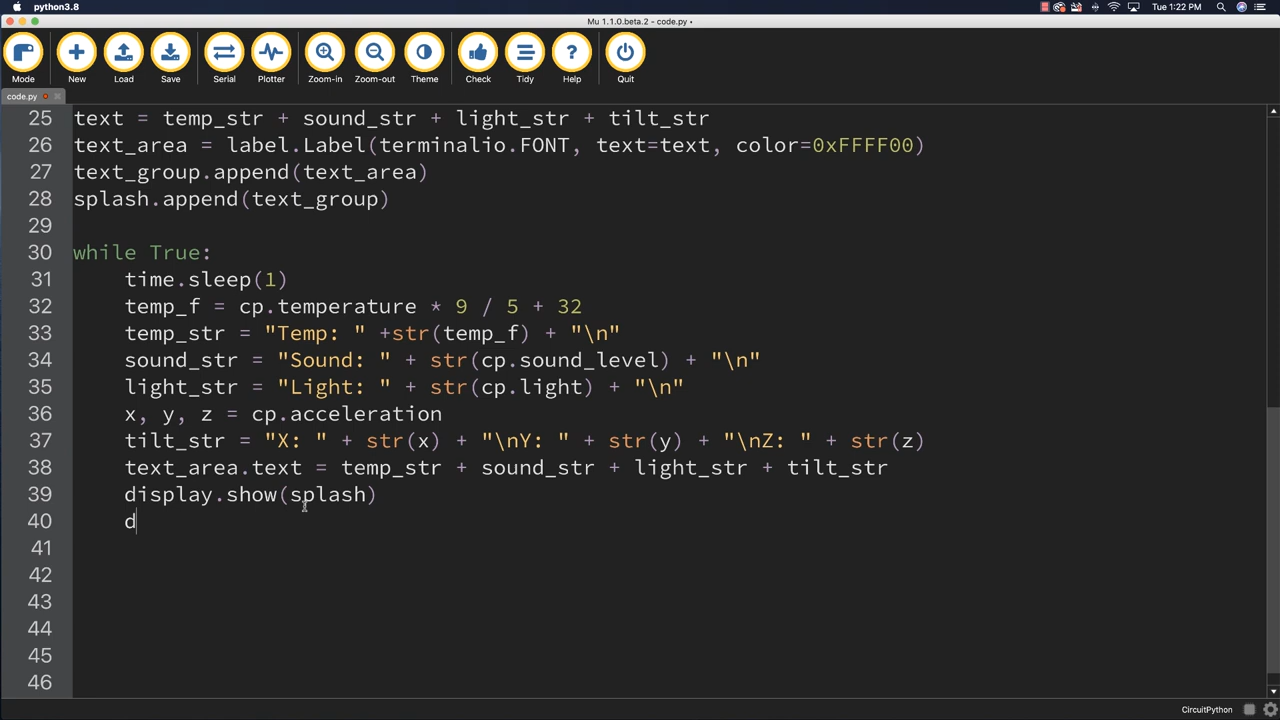 python3.8
Tue 1:22 PM
Mu 1.1.0.beta.2 - code.py •
Mode New Load Save Serial Plotter Zoom-in Zoom-out Theme Check Tidy Help Quit
code.py
25 text = temp_str + sound_str + light_str + tilt_str
26 text_area = label.Label(terminalio.FONT, text=text, color=0xFFFF00)
27 text_group.append(text_area)
28 splash.append(text_group)
29
30 while True:
31     time.sleep(1)
32     temp_f = cp.temperature * 9 / 5 + 32
33     temp_str = "Temp: " +str(temp_f) + "\n"
34     sound_str = "Sound: " + str(cp.sound_level) + "\n"
35     light_str = "Light: " + str(cp.light) + "\n"
36     x, y, z = cp.acceleration
37     tilt_str = "X: " + str(x) + "\nY: " + str(y) + "\nZ: " + str(z)
38     text_area.text = temp_str + sound_str + light_str + tilt_str
39     display.show(splash)
40     d
41
42
43
44
45
46
CircuitPython